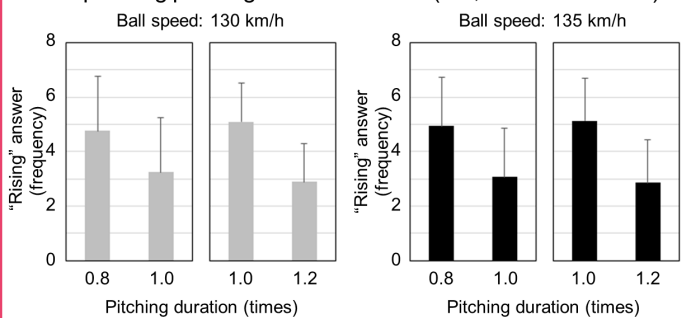 Ball speed: 130 km/h
8
6
4
2
0
"Rising" answer
(frequency)
0.8 1.0 1.0 1.2
Pitching duration (times)
Ball speed: 135 km/h
8
6
4
2
0
"Rising" answer
(frequency)
0.8 1.0 1.0 1.2
Pitching duration (times)